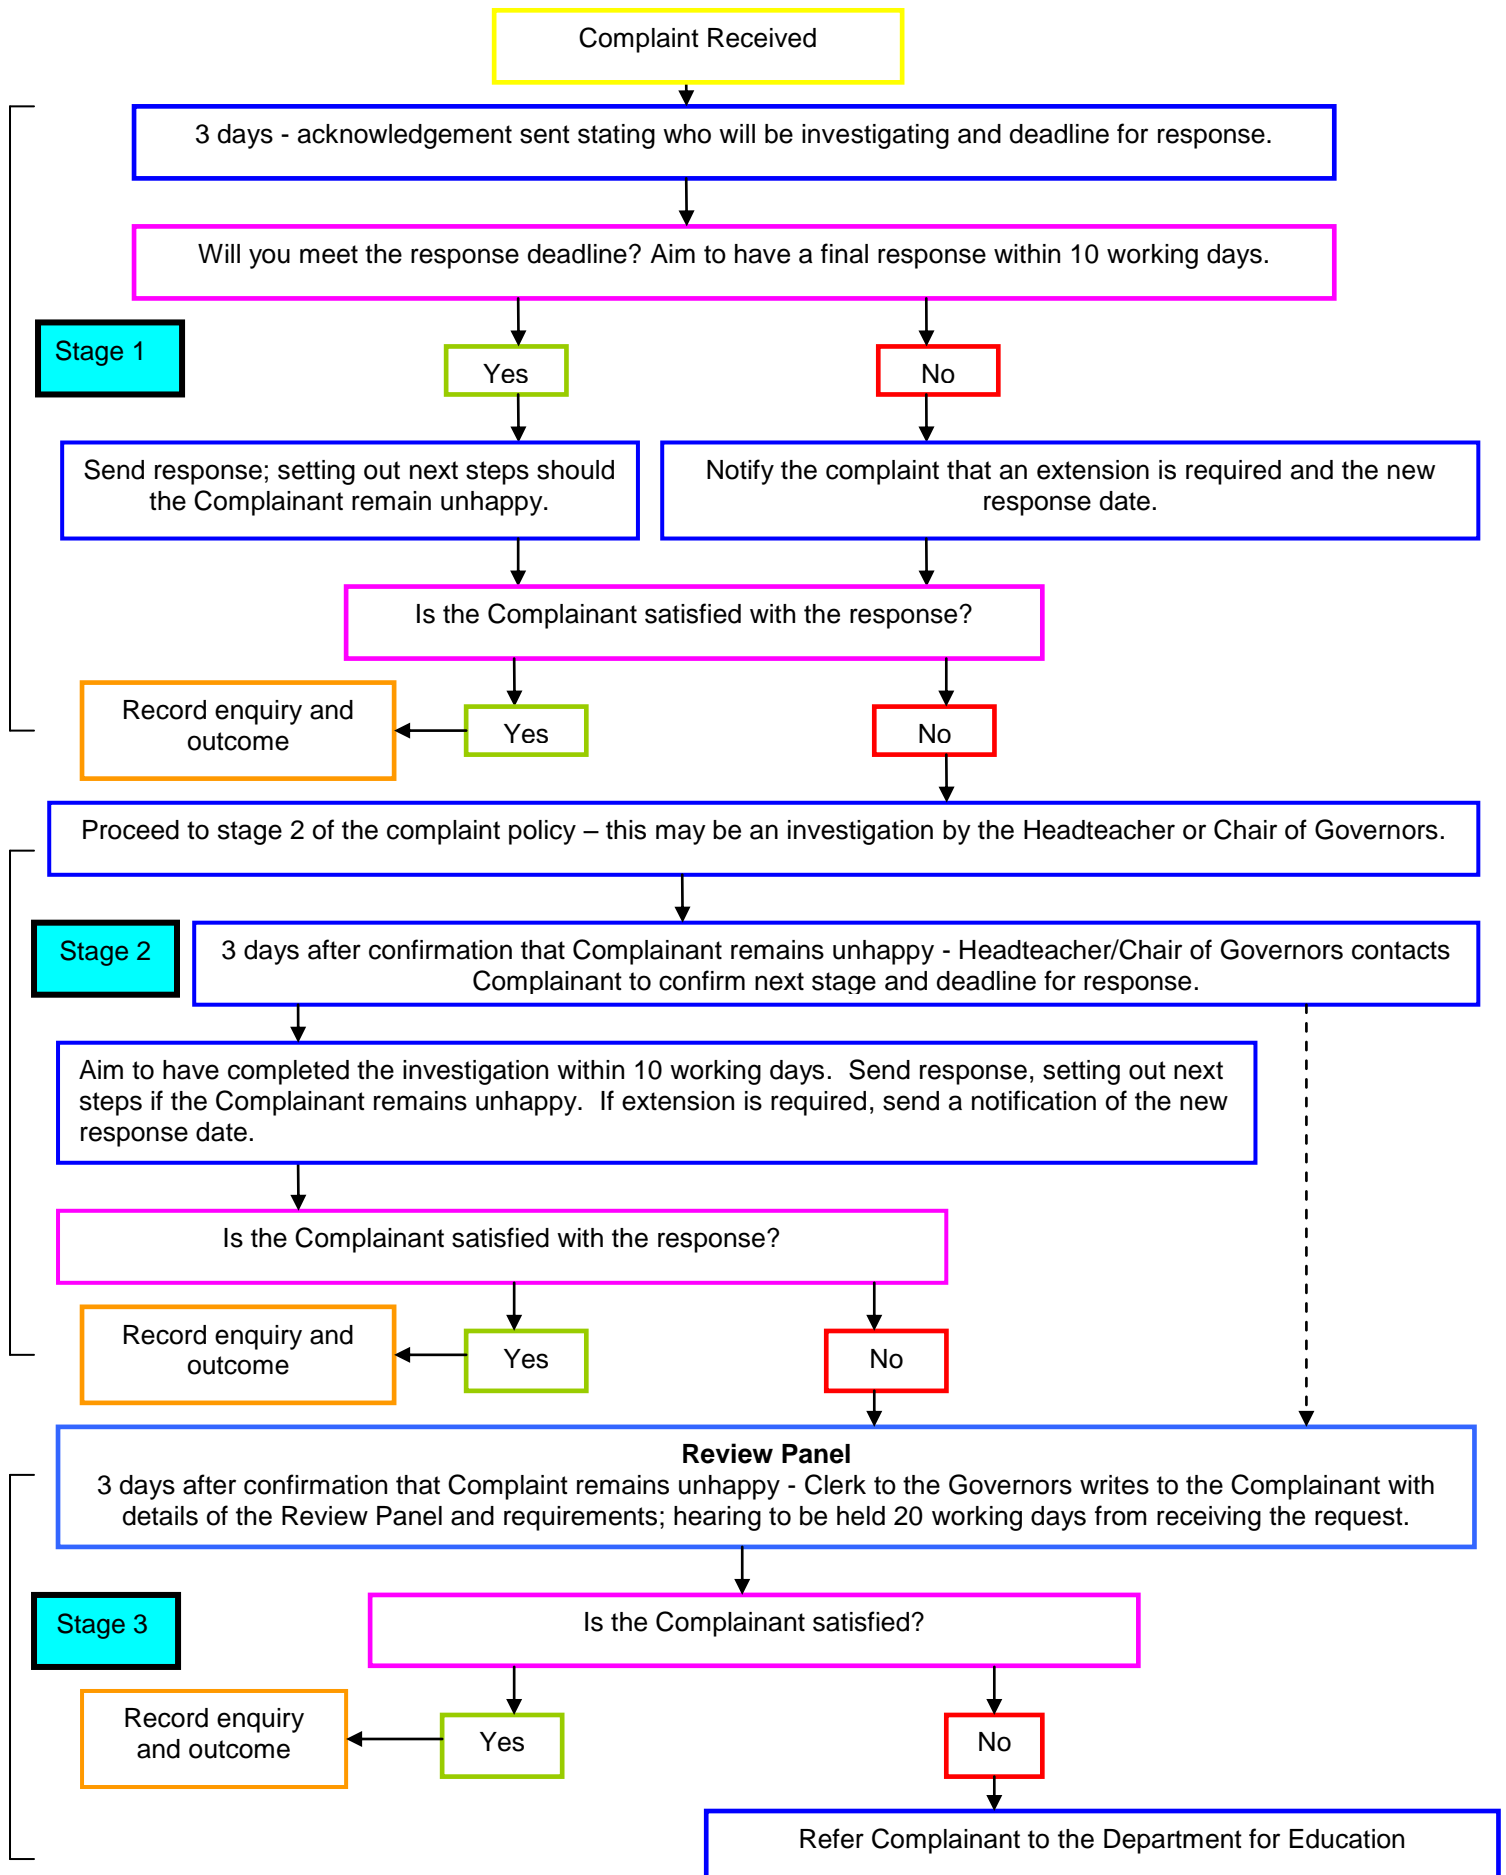 Complaint Received
3 days - acknowledgement sent stating who will be investigating and deadline for response.
Will you meet the response deadline? Aim to have a final response within 10 working days.
Stage 1
Yes
No
Send response; setting out next steps should
the Complainant remain unhappy.
Notify the complaint that an extension is required and the new
response date.
Is the Complainant satisfied with the response?
Record enquiry and
outcome
Yes
No
Proceed to stage 2 of the complaint policy – this may be an investigation by the Headteacher or Chair of Governors.
Stage 2
3 days after confirmation that Complainant remains unhappy - Headteacher/Chair of Governors contacts
Complainant to confirm next stage and deadline for response.
Aim to have completed the investigation within 10 working days.  Send response, setting out next
steps if the Complainant remains unhappy.  If extension is required, send a notification of the new
response date.
Is the Complainant satisfied with the response?
Record enquiry and
outcome
Yes
No
Review Panel
3 days after confirmation that Complaint remains unhappy - Clerk to the Governors writes to the Complainant with
details of the Review Panel and requirements; hearing to be held 20 working days from receiving the request.
Stage 3
Is the Complainant satisfied?
Record enquiry
and outcome
Yes
No
Refer Complainant to the Department for Education